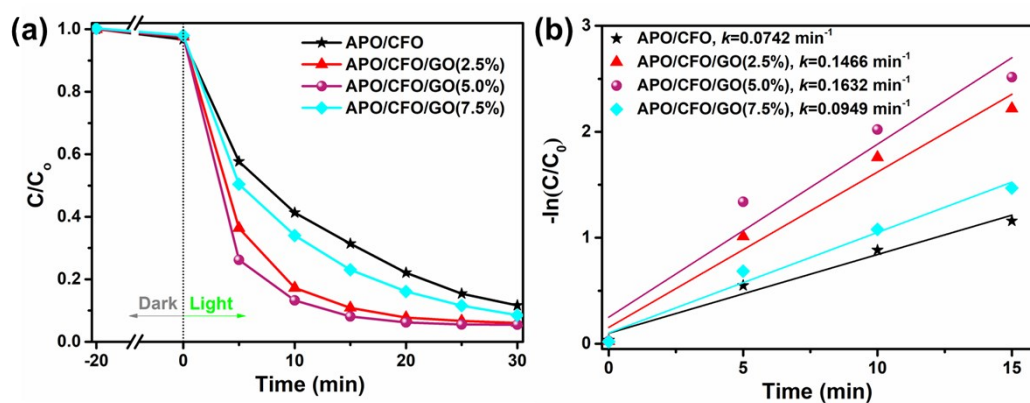 (a)
C/Co
1.0
0.8
0.6
0.4
0.2
0.0
APO/CFO
APO/CFO/GO(2.5%)
APO/CFO/GO(5.0%)
APO/CFO/GO(7.5%)
Dark
Light
-20
0
10
20
30
Time (min)
(b)
-ln(C/C0)
3
2
1
0
APO/CFO, k=0.0742 min-1
APO/CFO/GO(2.5%), k=0.1466 min-1
APO/CFO/GO(5.0%), k=0.1632 min-1
APO/CFO/GO(7.5%), k=0.0949 min-1
0
5
10
15
Time (min)